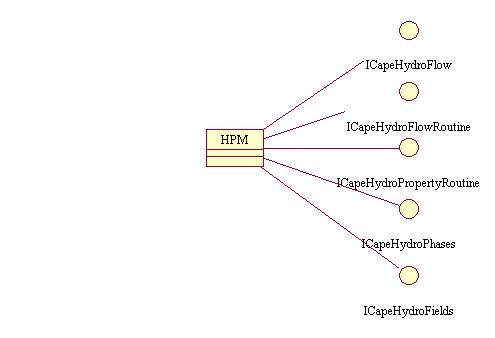 ICapeHydroFlow
ICapeHydroFlowRoutine
HPM
ICapeHydroPropertyRoutine
ICapeHydroPhases
ICapeHydroFields